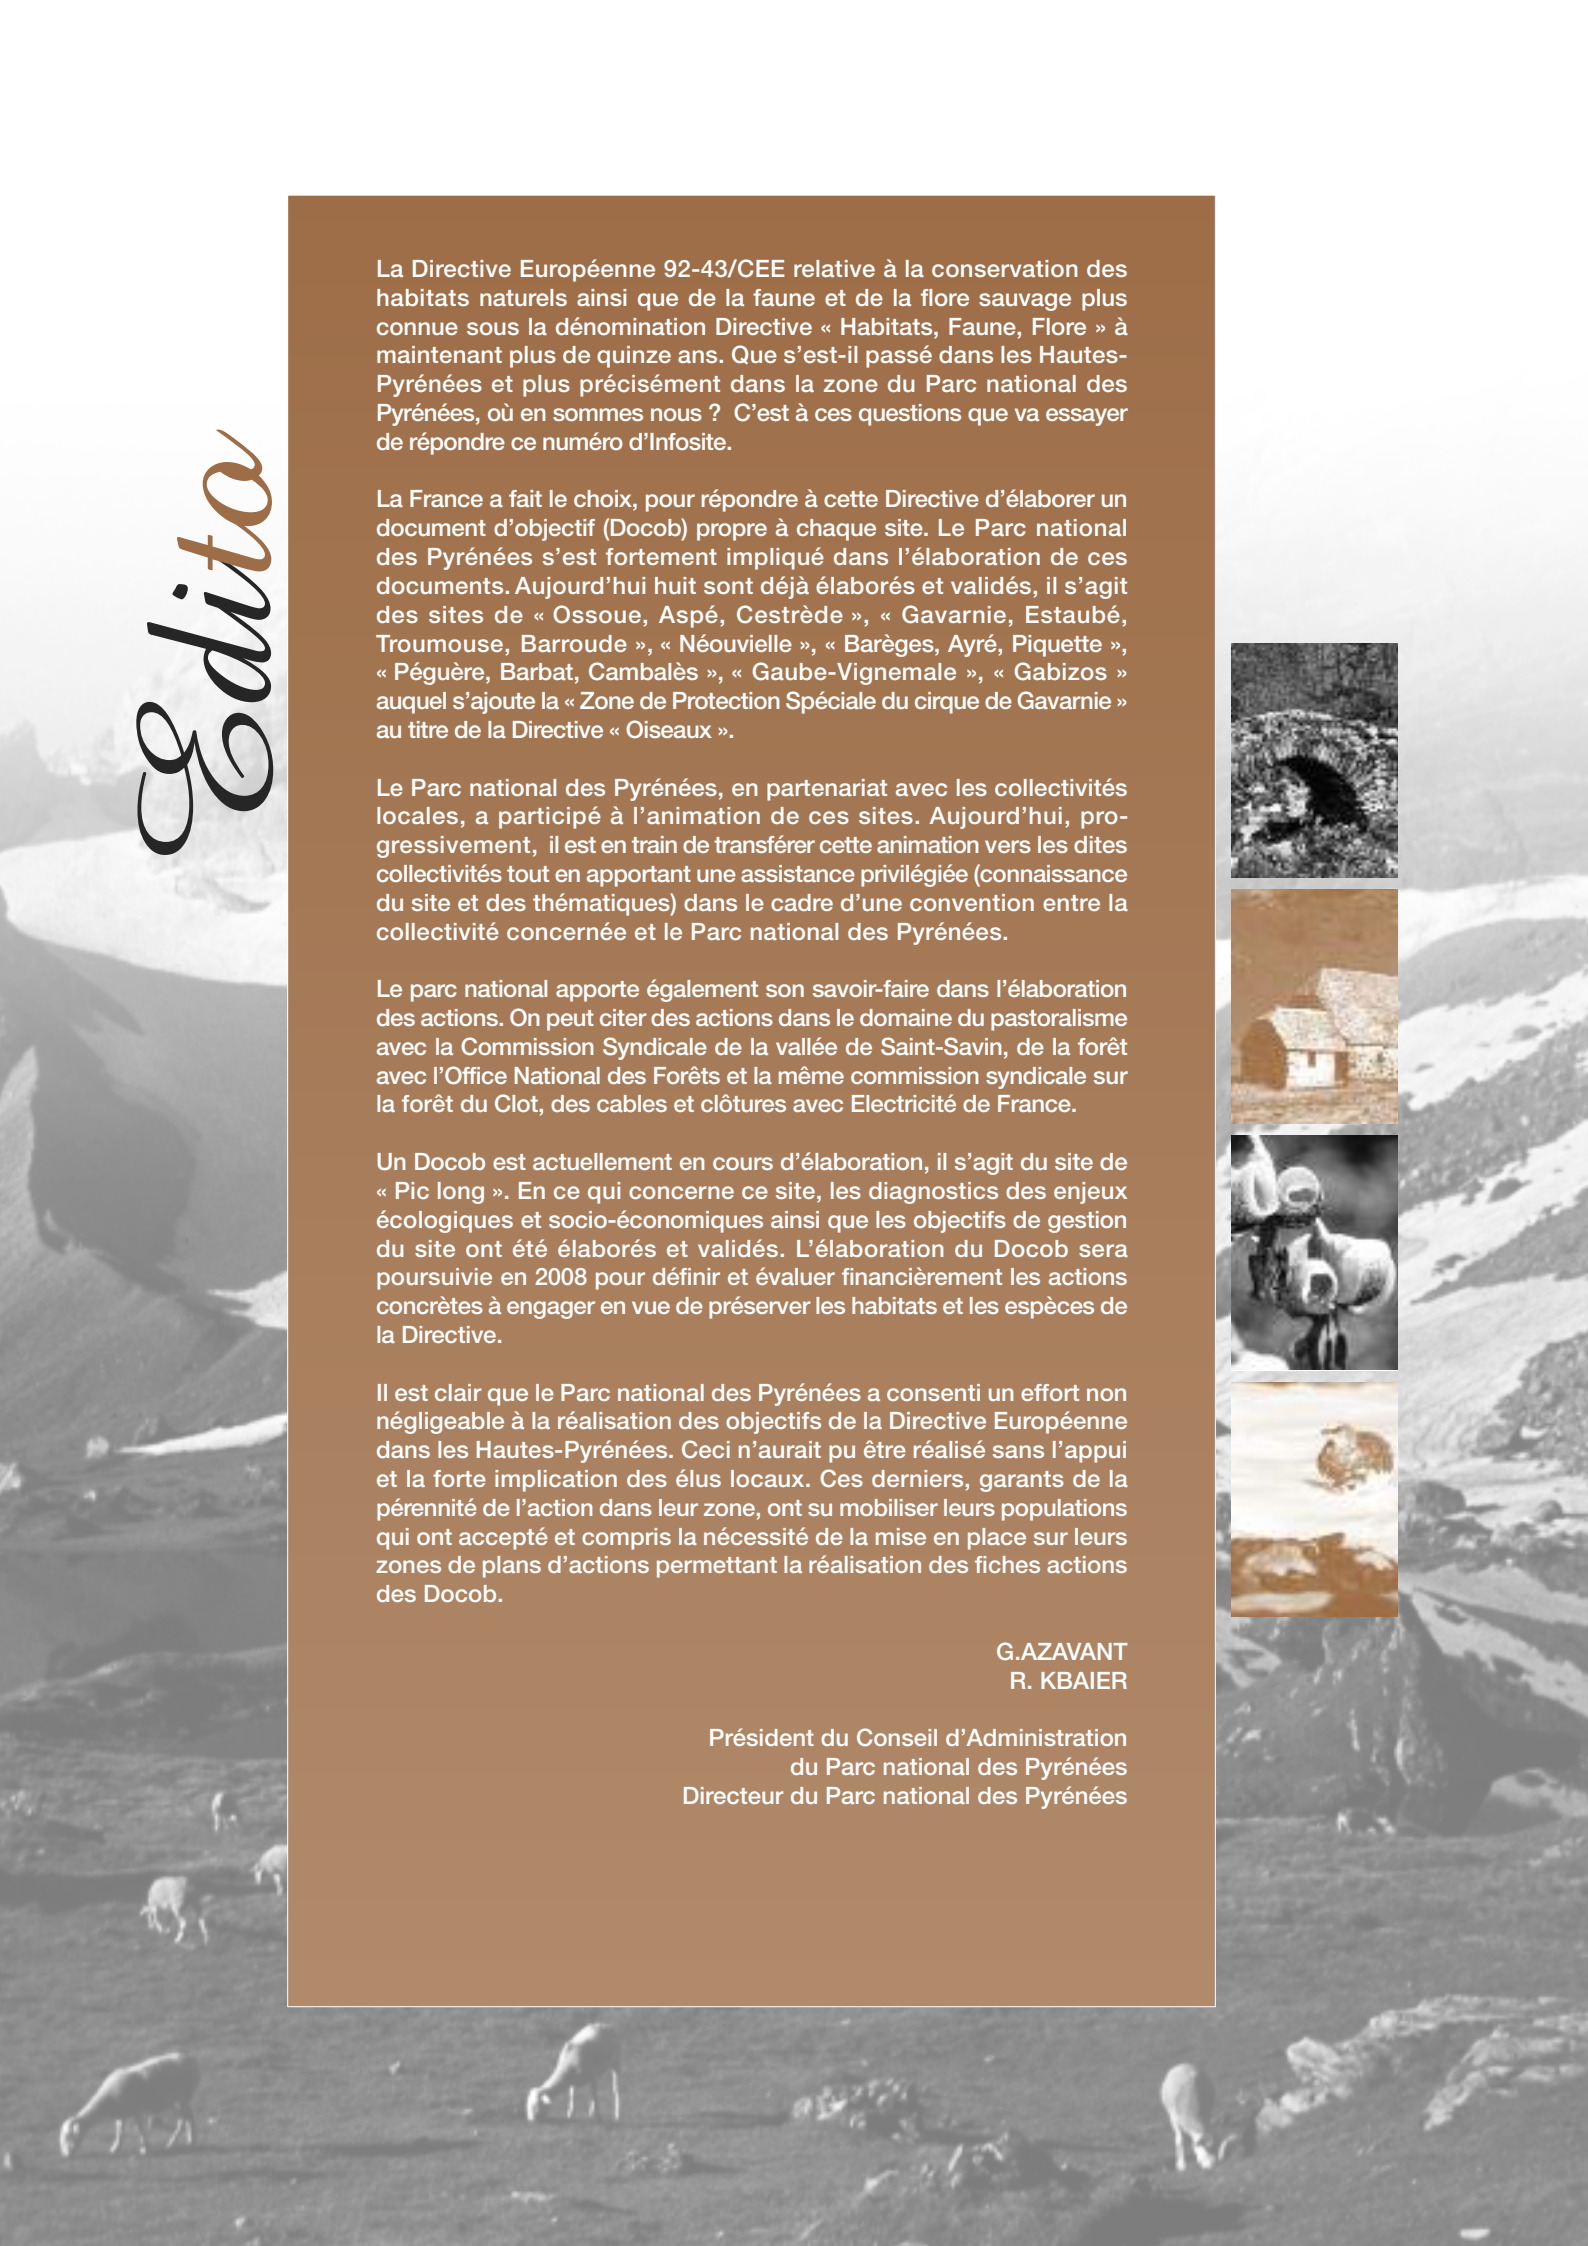 Edito
La Directive Européenne 92-43/CEE relative à la conservation des
habitats naturels ainsi que de la faune et de la flore sauvage plus
connue sous la dénomination Directive « Habitats, Faune, Flore » à
maintenant plus de quinze ans. Que s’est-il passé dans les Hautes-
Pyrénées et plus précisément dans la zone du Parc national des
Pyrénées, où en sommes nous ? C’est à ces questions que va essayer
de répondre ce numéro d’Infosite.
La France a fait le choix, pour répondre à cette Directive d’élaborer un
document d’objectif (Docob) propre à chaque site. Le Parc national
des Pyrénées s’est fortement impliqué dans l’élaboration de ces
documents. Aujourd’hui huit sont déjà élaborés et validés, il s’agit
des sites de « Ossoue, Aspé, Cestrède », « Gavarnie, Estaubé,
Troumouse, Barroude », « Néouvielle », « Barèges, Ayré, Piquette »,
« Péguère, Barbat, Cambalès », « Gaube-Vignemale », « Gabizos »
auquel s’ajoute la « Zone de Protection Spéciale du cirque de Gavarnie »
au titre de la Directive « Oiseaux ».
Le Parc national des Pyrénées, en partenariat avec les collectivités
locales, a participé à l’animation de ces sites. Aujourd’hui, pro-
gressivement, il est en train de transférer cette animation vers les dites
collectivités tout en apportant une assistance privilégiée (connaissance
du site et des thématiques) dans le cadre d’une convention entre la
collectivité concernée et le Parc national des Pyrénées.
Le parc national apporte également son savoir-faire dans l’élaboration
des actions. On peut citer des actions dans le domaine du pastoralisme
avec la Commission Syndicale de la vallée de Saint-Savin, de la forêt
avec l’Office National des Forêts et la même commission syndicale sur
la forêt du Clot, des cables et clôtures avec Electricité de France.
Un Docob est actuellement en cours d’élaboration, il s’agit du site de
« Pic long ». En ce qui concerne ce site, les diagnostics des enjeux
écologiques et socio-économiques ainsi que les objectifs de gestion
du site ont été élaborés et validés. L’élaboration du Docob sera
poursuivie en 2008 pour définir et évaluer financièrement les actions
concrètes à engager en vue de préserver les habitats et les espèces de
la Directive.
Il est clair que le Parc national des Pyrénées a consenti un effort non
négligeable à la réalisation des objectifs de la Directive Européenne
dans les Hautes-Pyrénées. Ceci n’aurait pu être réalisé sans l’appui
et la forte implication des élus locaux. Ces derniers, garants de la
pérennité de l’action dans leur zone, ont su mobiliser leurs populations
qui ont accepté et compris la nécessité de la mise en place sur leurs
zones de plans d’actions permettant la réalisation des fiches actions
des Docob.
G.AZAVANT
R. KBAIER
Président du Conseil d’Administration
du Parc national des Pyrénées
Directeur du Parc national des Pyrénées